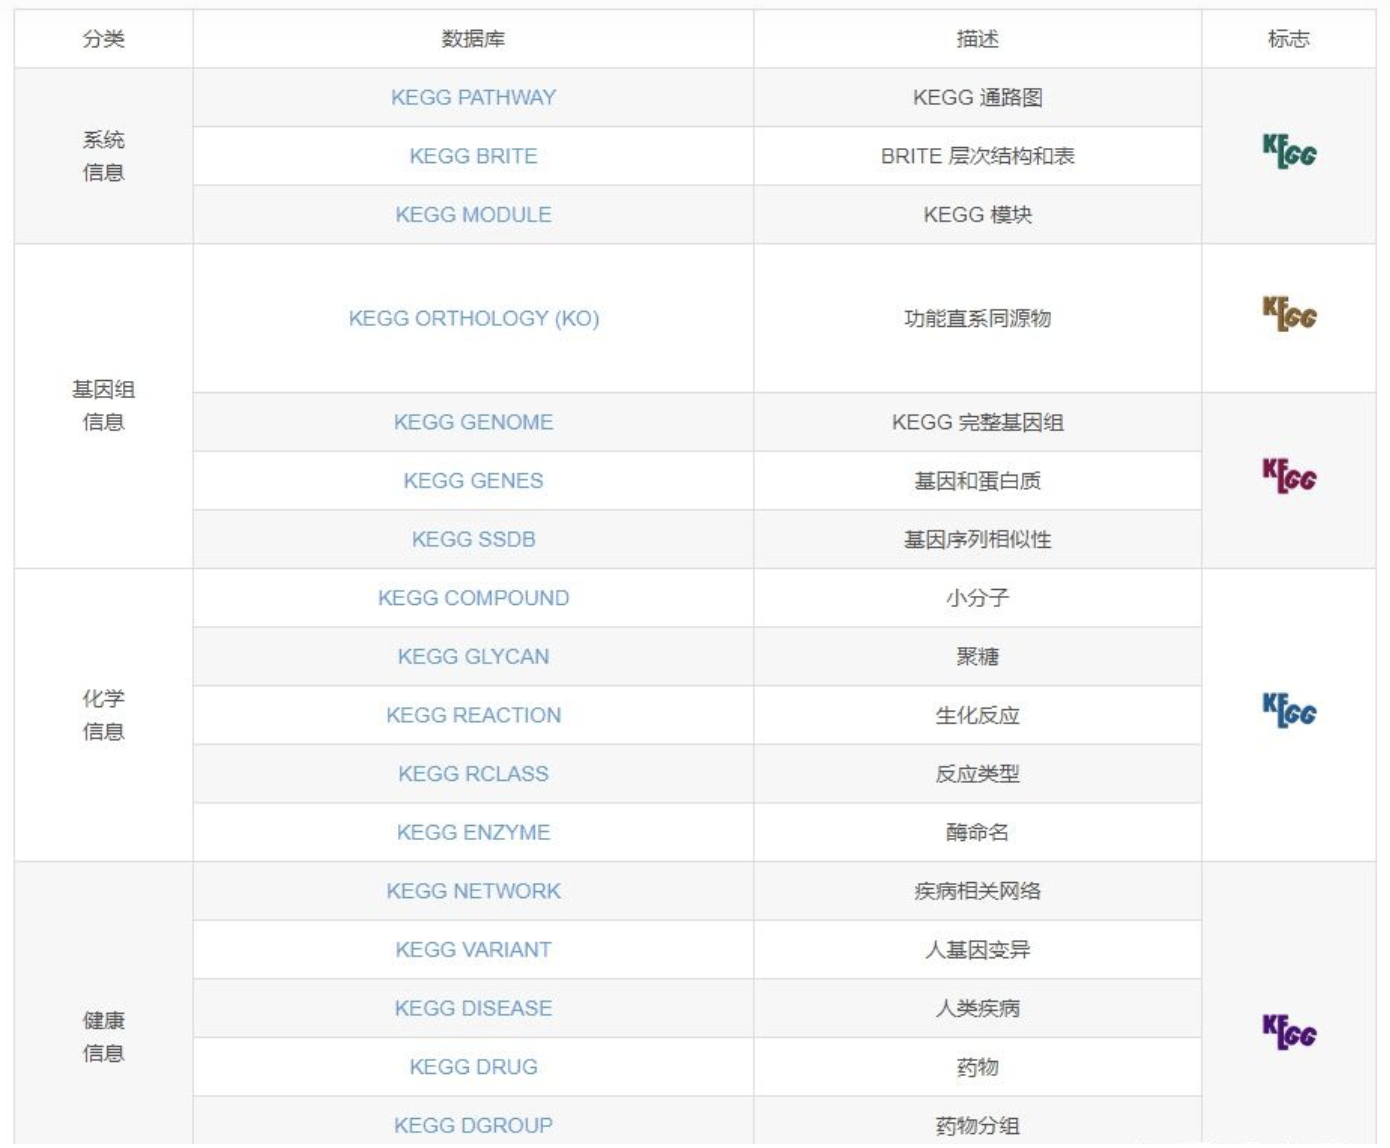 分类 数据库 描述 标志
系统
信息
KEGG PATHWAY KEGG 通路图
KEGG BRITE BRITE 层次结构和表
KEGG MODULE KEGG 模块
KEGG
基因组
信息
KEGG ORTHOLOGY (KO) 功能直系同源物
KEGG
KEGG GENOME KEGG 完整基因组
KEGG GENES 基因和蛋白质
KEGG SSDB 基因序列相似性
KEGG
化学
信息
KEGG COMPOUND 小分子
KEGG GLYCAN 聚糖
KEGG REACTION 生化反应
KEGG RCLASS 反应类型
KEGG ENZYME 酶命名
KEGG
健康
信息
KEGG NETWORK 疾病相关网络
KEGG VARIANT 人基因变异
KEGG DISEASE 人类疾病
KEGG DRUG 药物
KEGG DGROUP 药物分组
KEGG